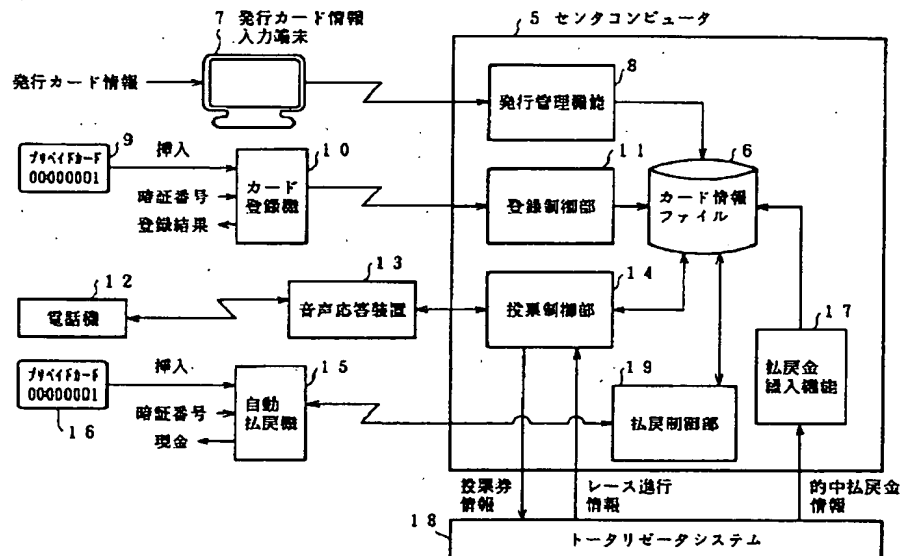 7 発行カード情報
入力端末
5 センタコンピュータ
発行カード情報
8
発行管理機能
9
プリペイドカード
00-000001
挿入
暗証番号
登録結果
10
カード
登録機
11
登録制御部
6
カード情報
ファイル
12
電話機
13
音声応答装置
14
投票制御部
16
プリペイドカード
00-000001
挿入
暗証番号
現金
15
自動
払戻機
19
払戻制御部
17
払戻金
繰入機能
投票券
情報
レース進行
情報
的中払戻金
情報
18
トータリゼータシステム